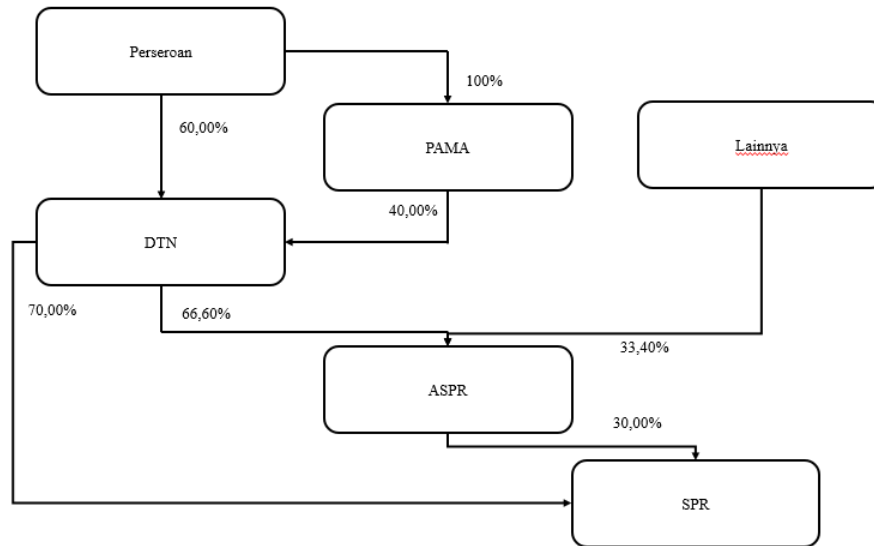 Perseroan
100%
60,00%
PAMA
Lainnya
40,00%
DTN
70,00%
66,60%
33,40%
ASPR
30,00%
SPR